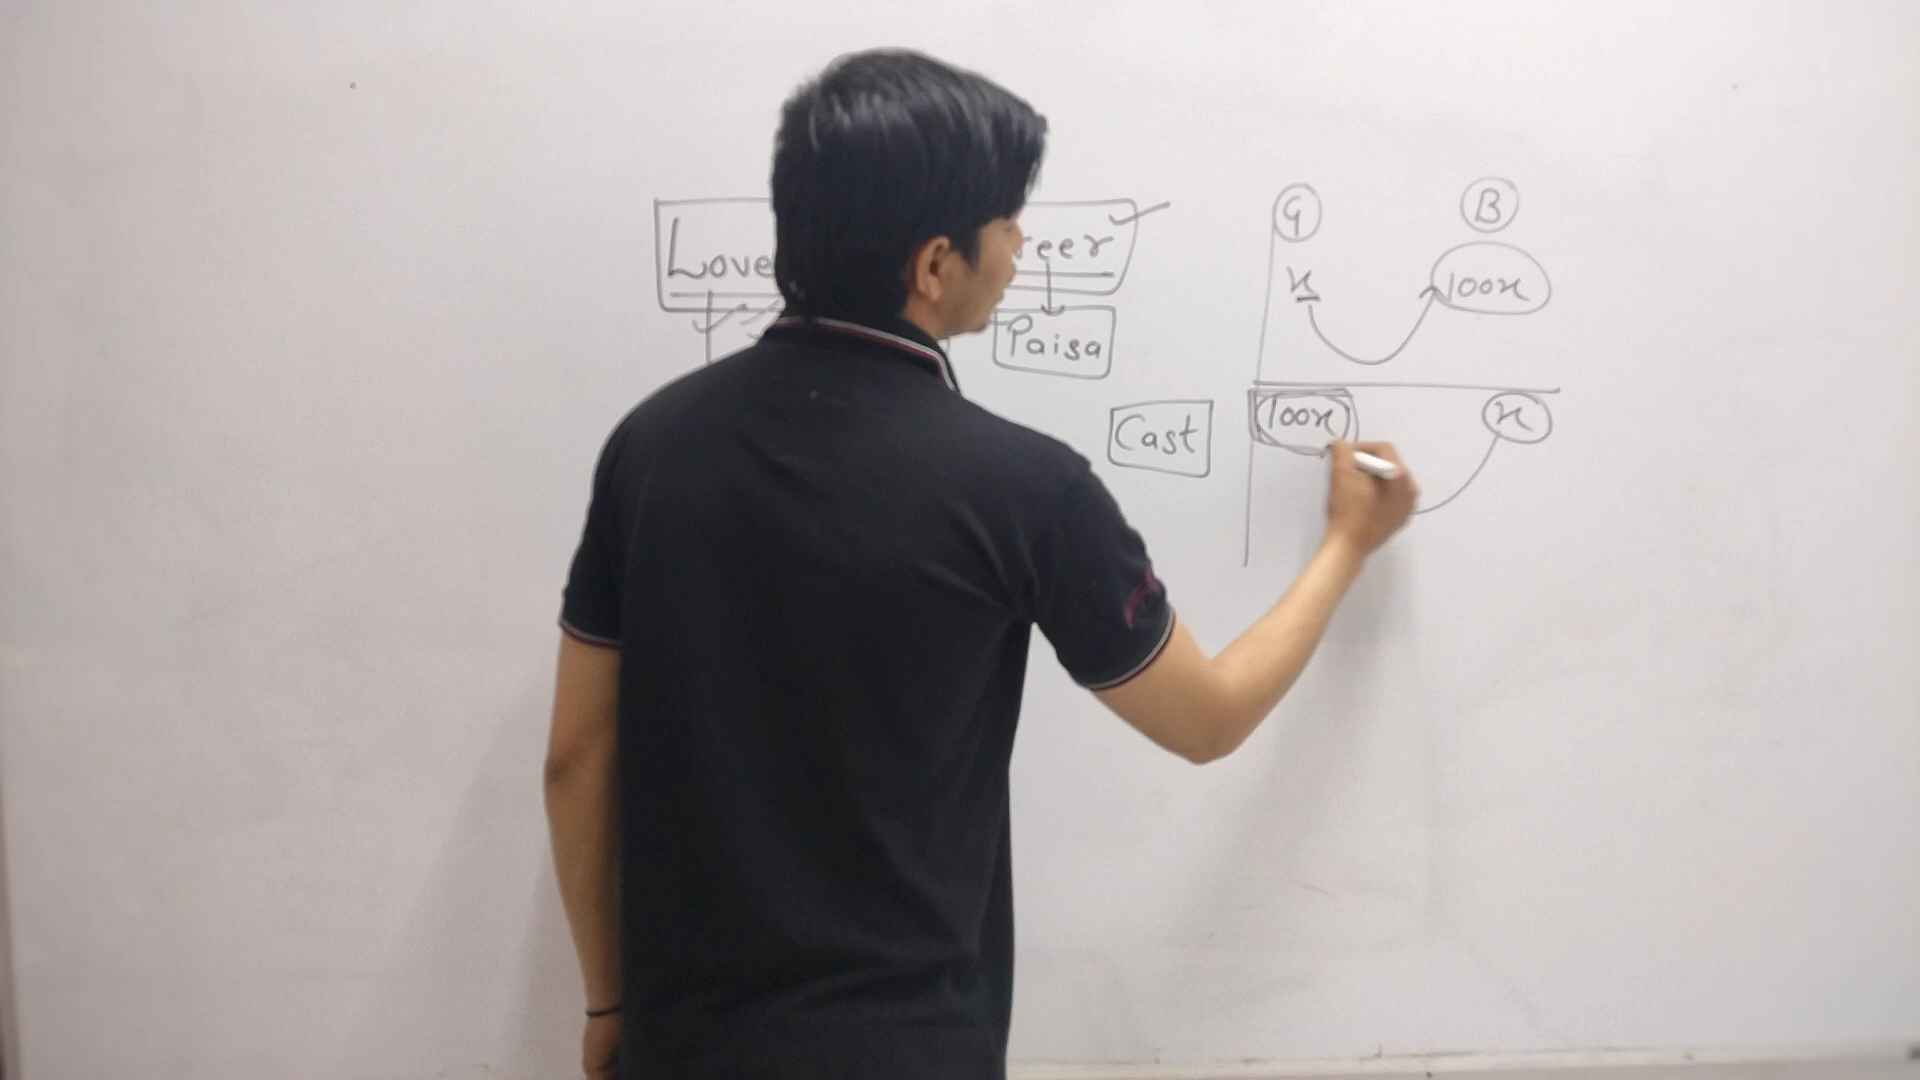 Love reer
Paisa
Cast
G B
x 100x
100x x